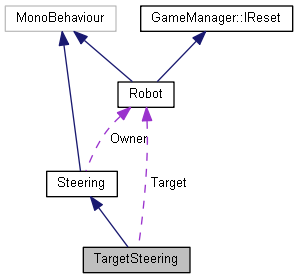 MonoBehaviour
GameManager::IReset
Robot
Owner
Steering
Target
TargetSteering